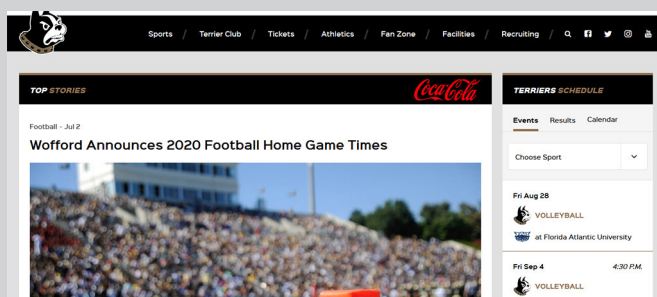 Sports / Terrier Club / Tickets / Athletics / Fan Zone / Facilities / Recruiting /
TOP STORIES
Coca-Cola
TERRIERS SCHEDULE
Football - Jul 2
Wofford Announces 2020 Football Home Game Times
Events Results Calendar
Choose Sport
Fri Aug 28
VOLLEYBALL
at Florida Atlantic University
Fri Sep 4 4:30 P.M.
VOLLEYBALL